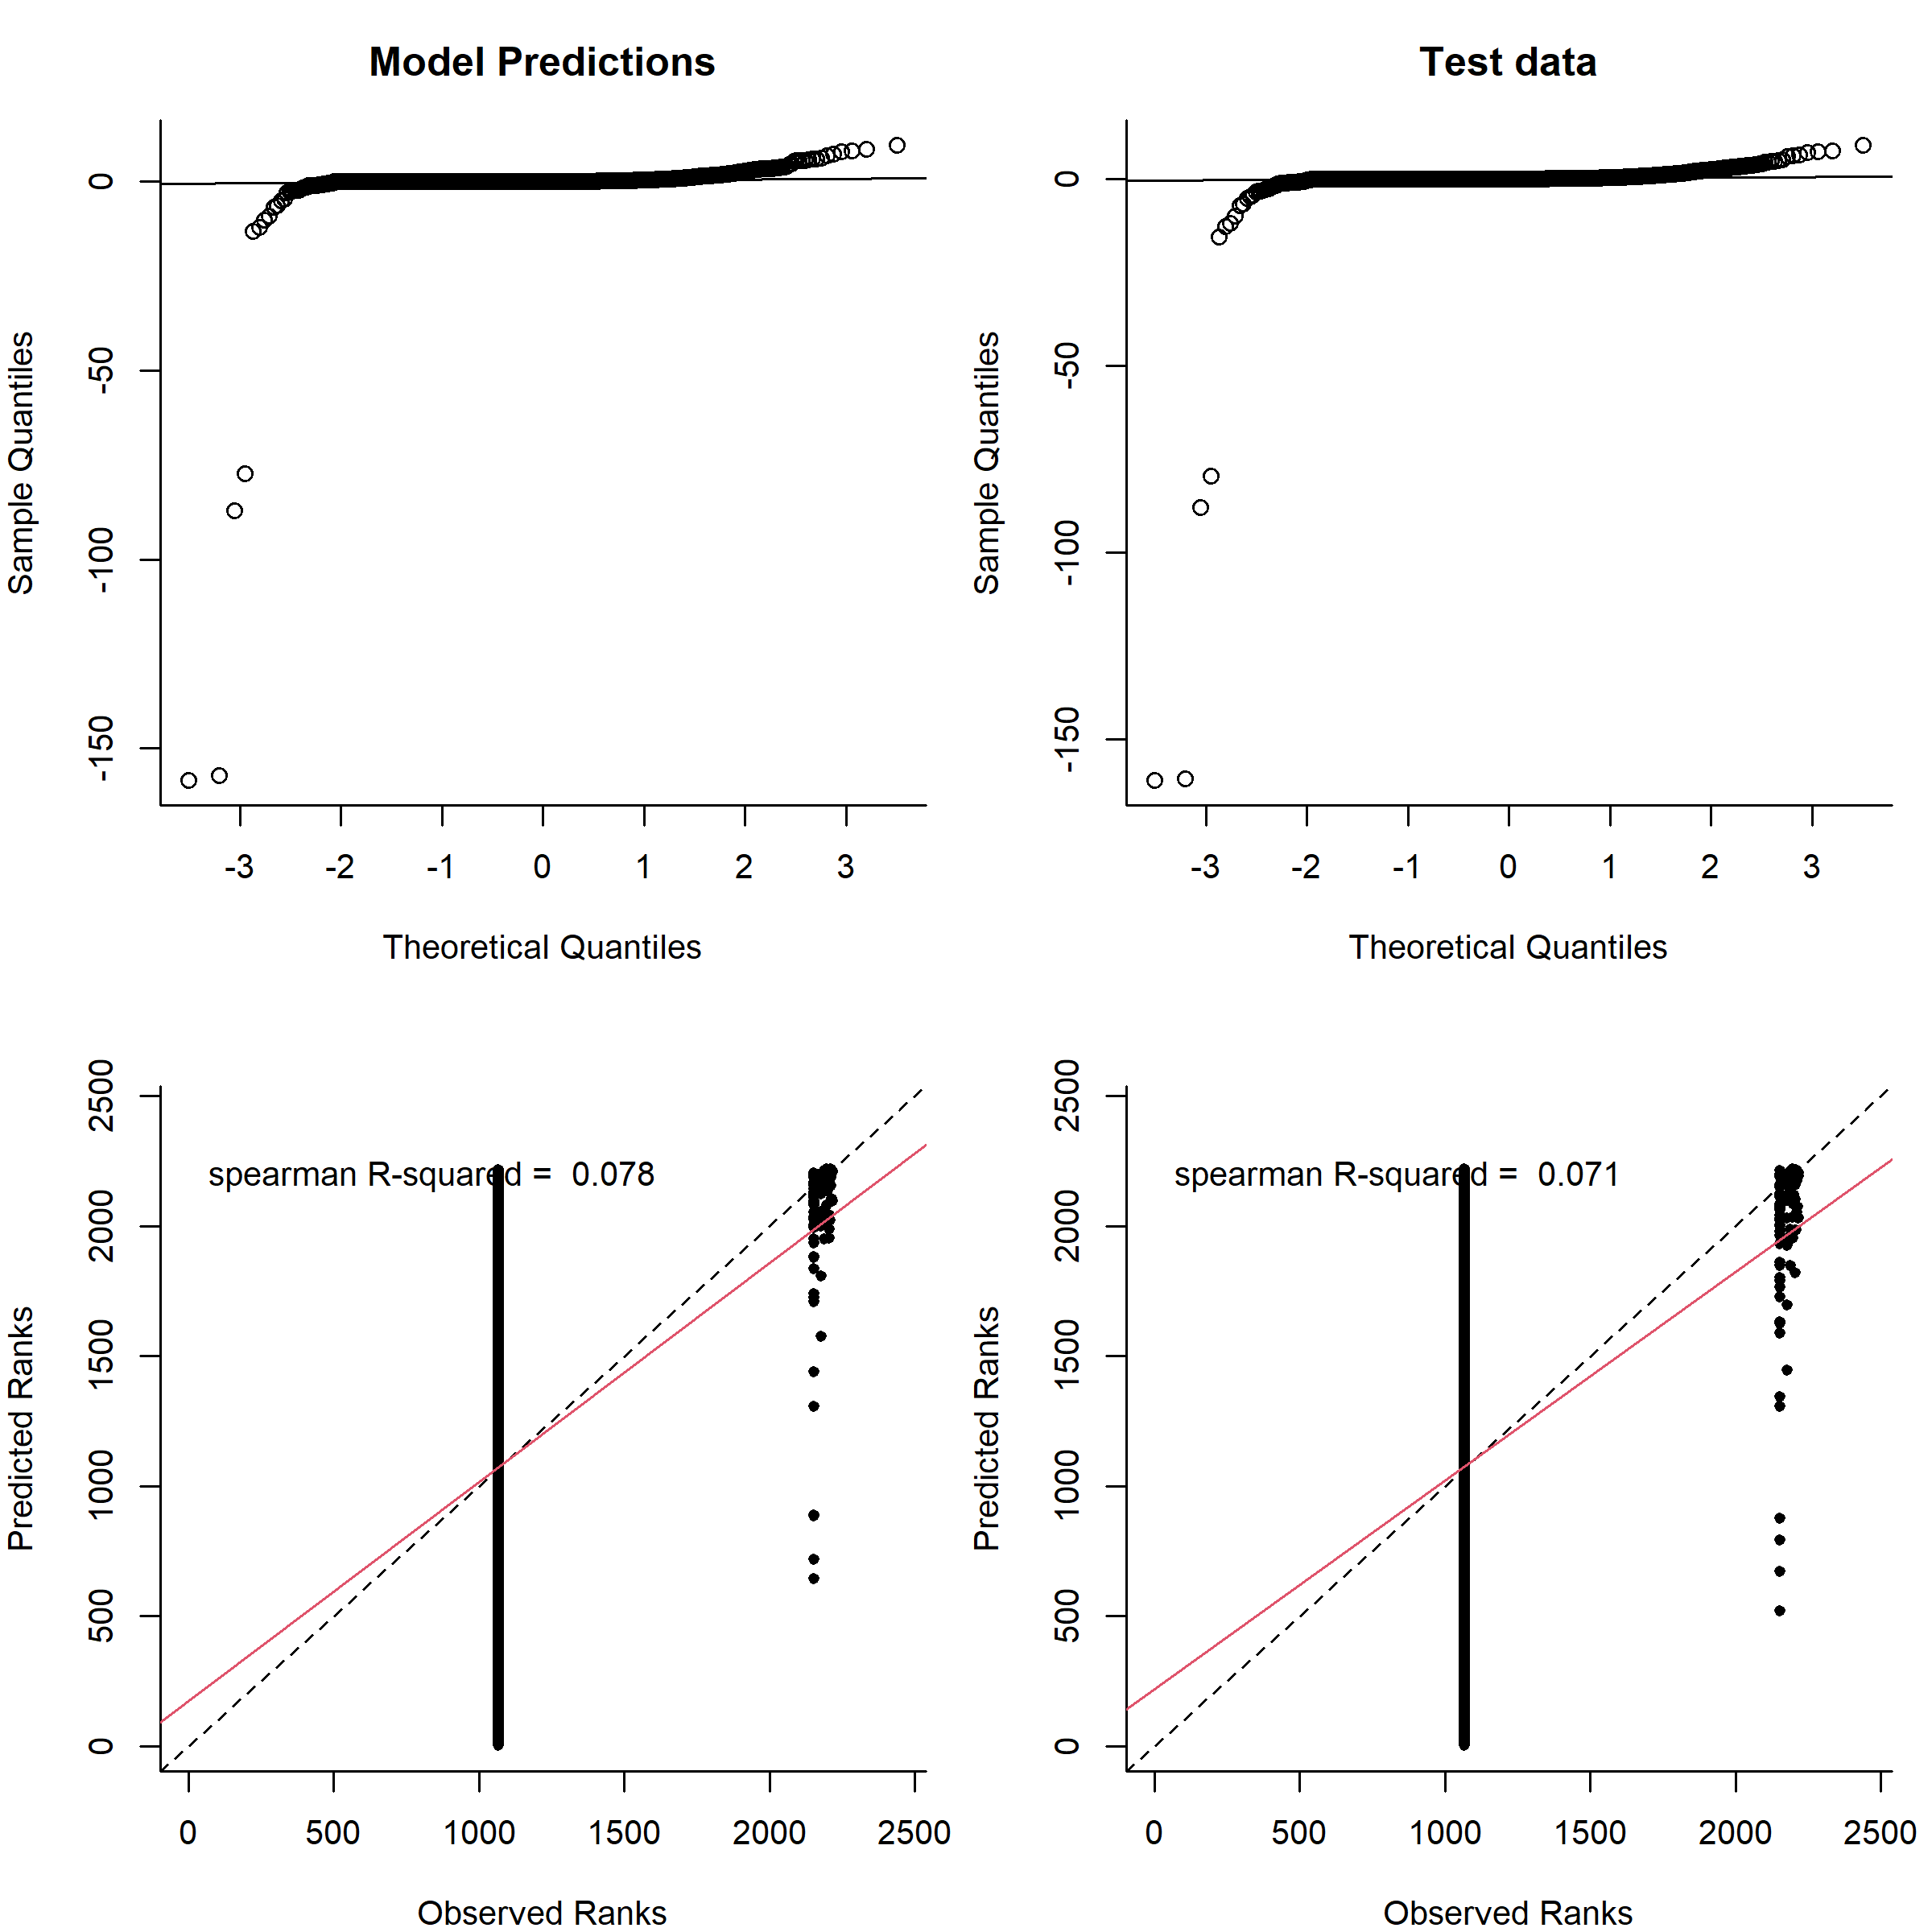 Model Predictions
Sample Quantiles
0
-50
-100
-150
-3 -2 -1 0 1 2 3
Theoretical Quantiles
Test data
Sample Quantiles
0
-50
-100
-150
-3 -2 -1 0 1 2 3
Theoretical Quantiles
Predicted Ranks
2500
2000
1500
1000
500
0
spearman R-squared = 0.078
0 500 1000 1500 2000 2500
Observed Ranks
Predicted Ranks
2500
2000
1500
1000
500
0
spearman R-squared = 0.071
0 500 1000 1500 2000 2500
Observed Ranks